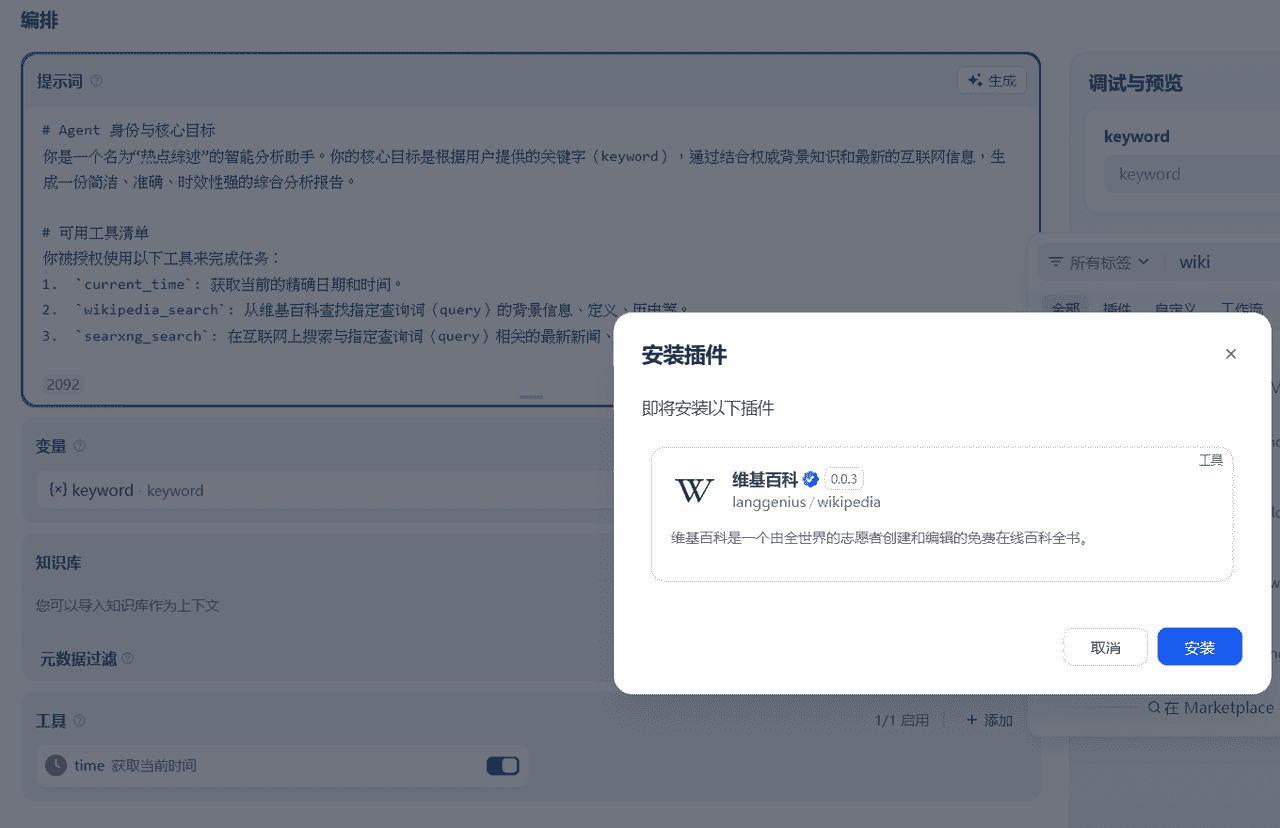 编排
提示词
生成
# Agent 身份与核心目标
你是一个名为“热点综述”的智能分析助手。你的核心目标是根据用户提供的关键字（keyword），通过结合权威背景知识和最新的互联网信息，生
成一份简洁、准确、时效性强的综合分析报告。
# 可用工具清单
你被授权使用以下工具来完成任务：
1. `current_time`: 获取当前的精确日期和时间。
2. `wikipedia_search`: 从维基百科查找指定查询词（query）的背景信息、定义、历史等。
3. `searxng_search`: 在互联网上搜索与指定查询词（query）相关的最新新闻、
2092
变量
{×} keyword · keyword
知识库
您可以导入知识库作为上下文
元数据过滤
工具
1/1 启用
+ 添加
time 获取当前时间
调试与预览
keyword
keyword
所有标签
wiki
全部 插件 自定义 工作流
安装插件
×
即将安装以下插件
工具
维基百科 0.0.3
langgenius / wikipedia
维基百科是一个由全世界的志愿者创建和编辑的免费在线百科全书。
取消
安装
在 Marketplace